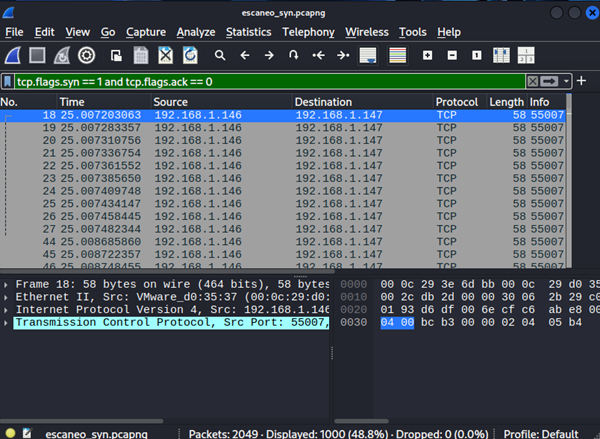 escaneo_syn.pcapng
File Edit View Go Capture Analyze Statistics Telephony Wireless Tools Help
tcp.flags.syn == 1 and tcp.flags.ack == 0
No. Time Source Destination Protocol Length Info
18 25.007203063 192.168.1.146 192.168.1.147 TCP 58 55007
19 25.007283357 192.168.1.146 192.168.1.147 TCP 58 55007
20 25.007310756 192.168.1.146 192.168.1.147 TCP 58 55007
21 25.007336754 192.168.1.146 192.168.1.147 TCP 58 55007
22 25.007361552 192.168.1.146 192.168.1.147 TCP 58 55007
23 25.007385650 192.168.1.146 192.168.1.147 TCP 58 55007
24 25.007409748 192.168.1.146 192.168.1.147 TCP 58 55007
25 25.007434147 192.168.1.146 192.168.1.147 TCP 58 55007
26 25.007458445 192.168.1.146 192.168.1.147 TCP 58 55007
27 25.007482344 192.168.1.146 192.168.1.147 TCP 58 55007
44 25.008685860 192.168.1.146 192.168.1.147 TCP 58 55007
45 25.008722357 192.168.1.146 192.168.1.147 TCP 58 55007
46 25.008748455 192.168.1.146 192.168.1.147 TCP 58 55007
Frame 18: 58 bytes on wire (464 bits), 58 bytes 0000 00 0c 29 3e 6d bb 00 0c 29 d0 35
Ethernet II, Src: VMware_d0:35:37 (00:0c:29:d0: 0010 00 2c db 2d 00 00 30 06 2b 29 c0
Internet Protocol Version 4, Src: 192.168.1.146 0020 01 93 d6 df 00 6e cf c6 ab e8 00
Transmission Control Protocol, Src Port: 55007, 0030 04 00 bc b3 00 00 02 04 05 b4
escaneo_syn.pcapng Packets: 2049 · Displayed: 1000 (48.8%) · Dropped: 0 (0.0%) Profile: Default